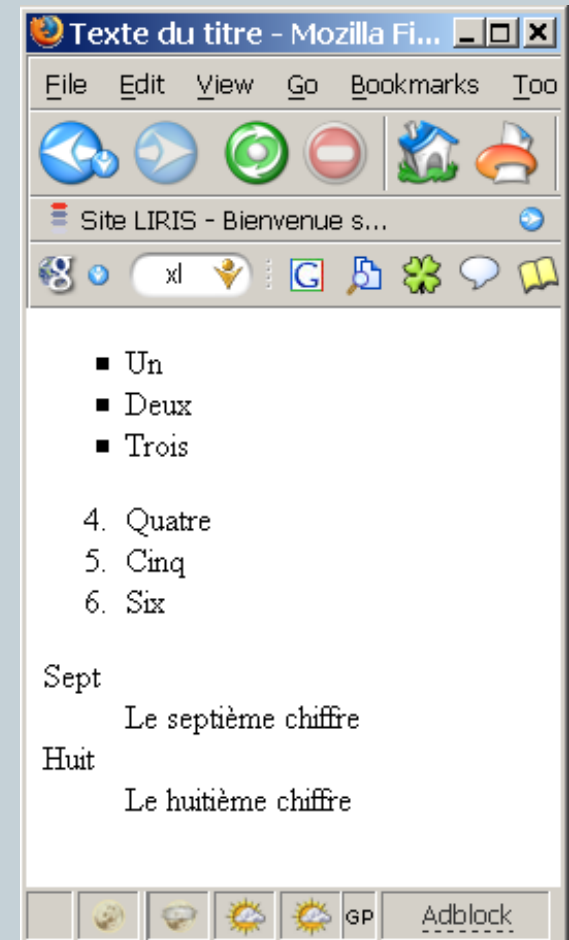 Texte du titre - Mozilla Fi...
File Edit View Go Bookmarks Too
Site LIRIS - Bienvenue s...
xl G
■ Un
■ Deux
■ Trois
4. Quatre
5. Cinq
6. Six
Sept
Le septième chiffre
Huit
Le huitième chiffre
GP Adblock